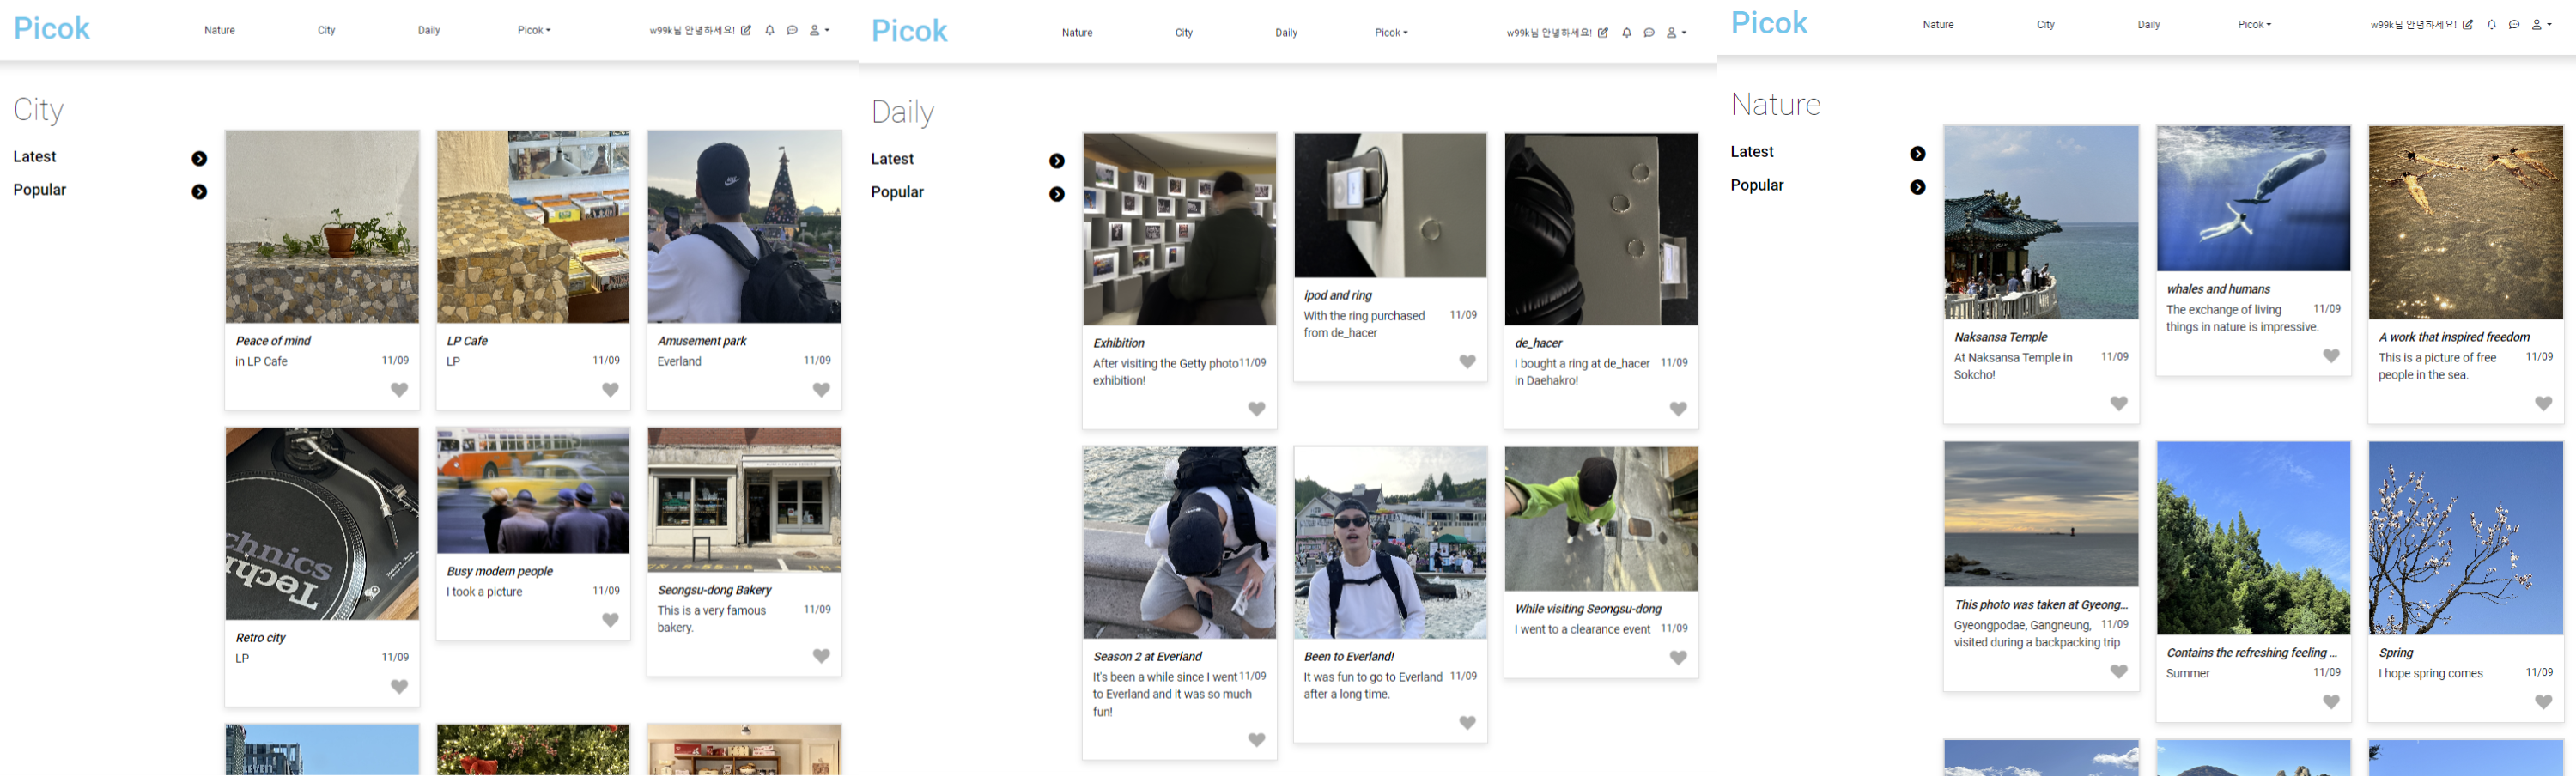 Picok
Nature
City
Daily
Picok
w99k님 안녕하세요!
City
Latest
Popular
Peace of mind
in LP Cafe
11/09
LP Cafe
LP
11/09
Amusement park
Everland
11/09
chnics
Techn
Retro city
LP
11/09
Busy modern people
I took a picture
11/09
Seongsu-dong Bakery
This is a very famous
11/09
bakery.
Picok
Nature
City
Daily
Picok
w99k님 안녕하세요!
Daily
Latest
Popular
Exhibition
After visiting the Getty photo
11/09
exhibition!
ipod and ring
With the ring purchased
11/09
from de_hacer
de_hacer
I bought a ring at de_hacer
11/09
in Daehakro!
Season 2 at Everland
It's been a while since I went
11/09
to Everland and it was so much
fun!
Been to Everland!
It was fun to go to Everland
11/09
after a long time.
While visiting Seongsu-dong
I went to a clearance event
11/09
Picok
Nature
City
Daily
Picok
w99k님 안녕하세요!
Nature
Latest
Popular
Naksansa Temple
At Naksansa Temple in
11/09
Sokcho!
whales and humans
The exchange of living
11/09
things in nature is impressive.
A work that inspired freedom
This is a picture of free
11/09
people in the sea.
This photo was taken at Gyeong...
Gyeongpodae, Gangneung,
11/09
visited during a backpacking trip
Contains the refreshing feeling ...
Summer
11/09
Spring
I hope spring comes
11/09